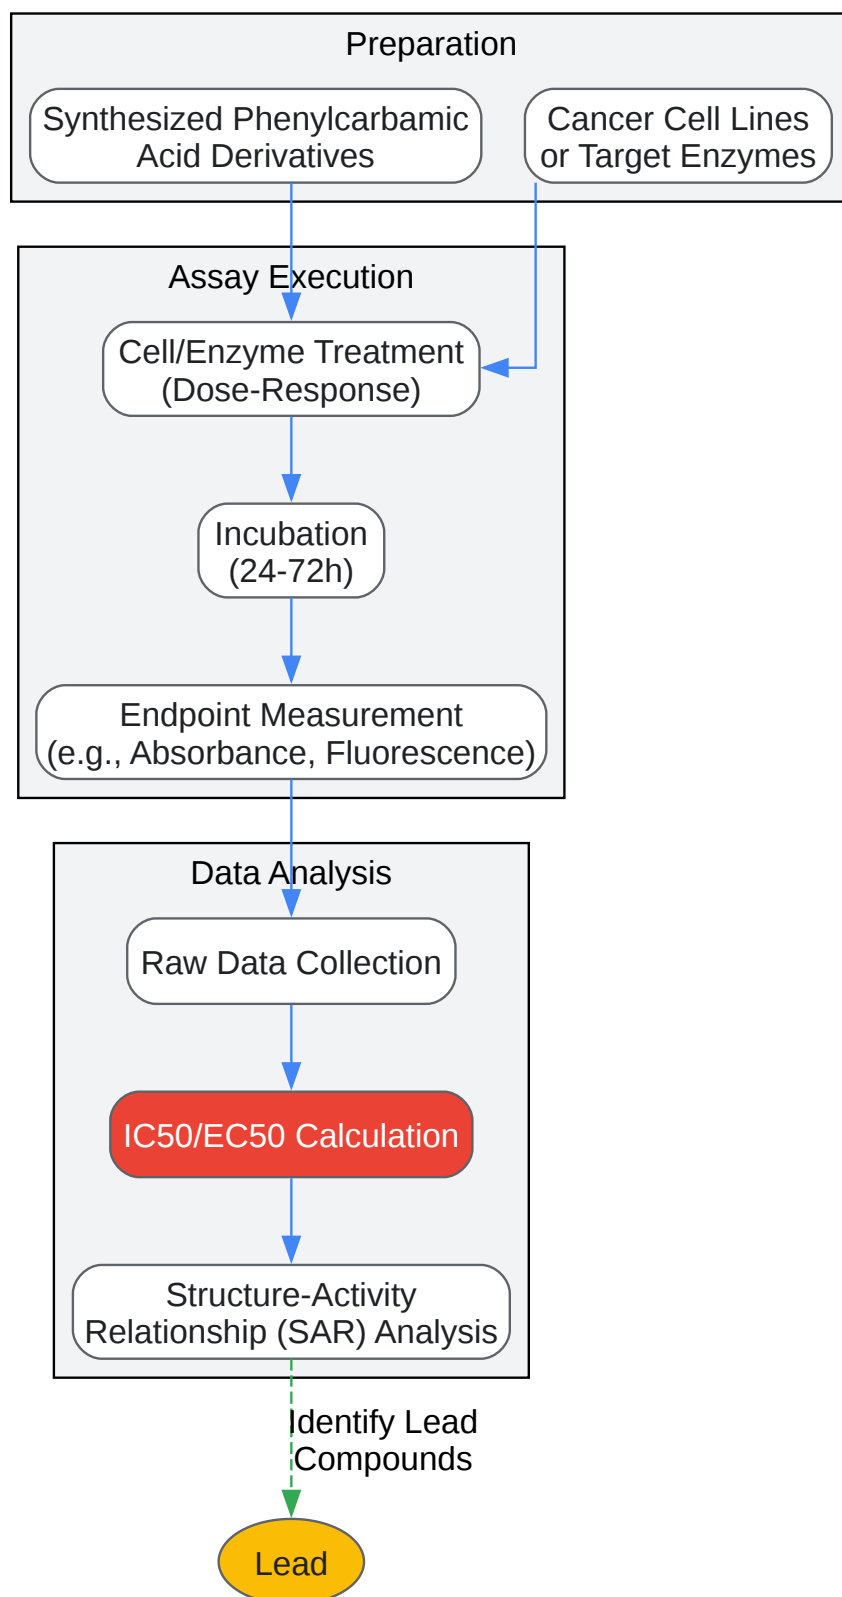 Preparation
Synthesized Phenylcarbamic
Acid Derivatives
Cancer Cell Lines
or Target Enzymes
Assay Execution
Cell/Enzyme Treatment
(Dose-Response)
Incubation
(24-72h)
Endpoint Measurement
(e.g., Absorbance, Fluorescence)
Data Analysis
Raw Data Collection
IC50/EC50 Calculation
Structure-Activity
Relationship (SAR) Analysis
Identify Lead
Compounds
Lead